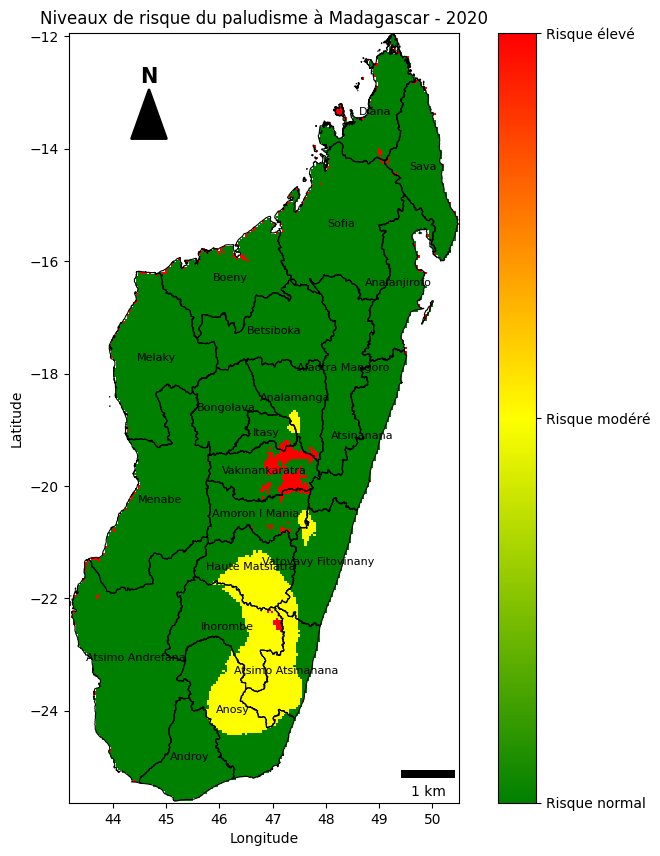 Niveaux de risque du paludisme à Madagascar - 2020
Risque élevé
Risque modéré
Risque normal
N
−12
−14
−16
−18
−20
−22
−24
Latitude
Diana
Sava
Sofia
Boeny
Analanjirofo
Betsiboka
Melaky
Alaotra Mangoro
Analamanga
Bongolava
Itasy
Atsinanana
Vakinankaratra
Menabe
Amoron I Mania
Vatovavy Fitovinany
Haute Matsiatra
Ihorombe
Atsimo Andrefana
Atsimo Atsinanana
Anosy
Androy
1 km
44
45
46
47
48
49
50
Longitude